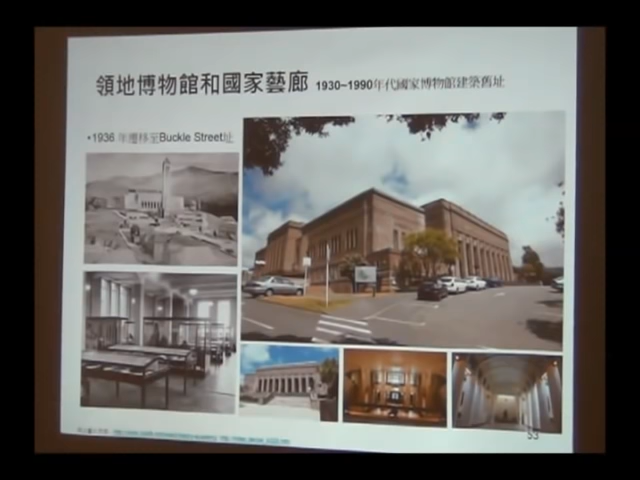 領地博物館和國家藝廊 1930–1990年代國家博物館建築舊址
•1936 年遷移至Buckle Street址
53